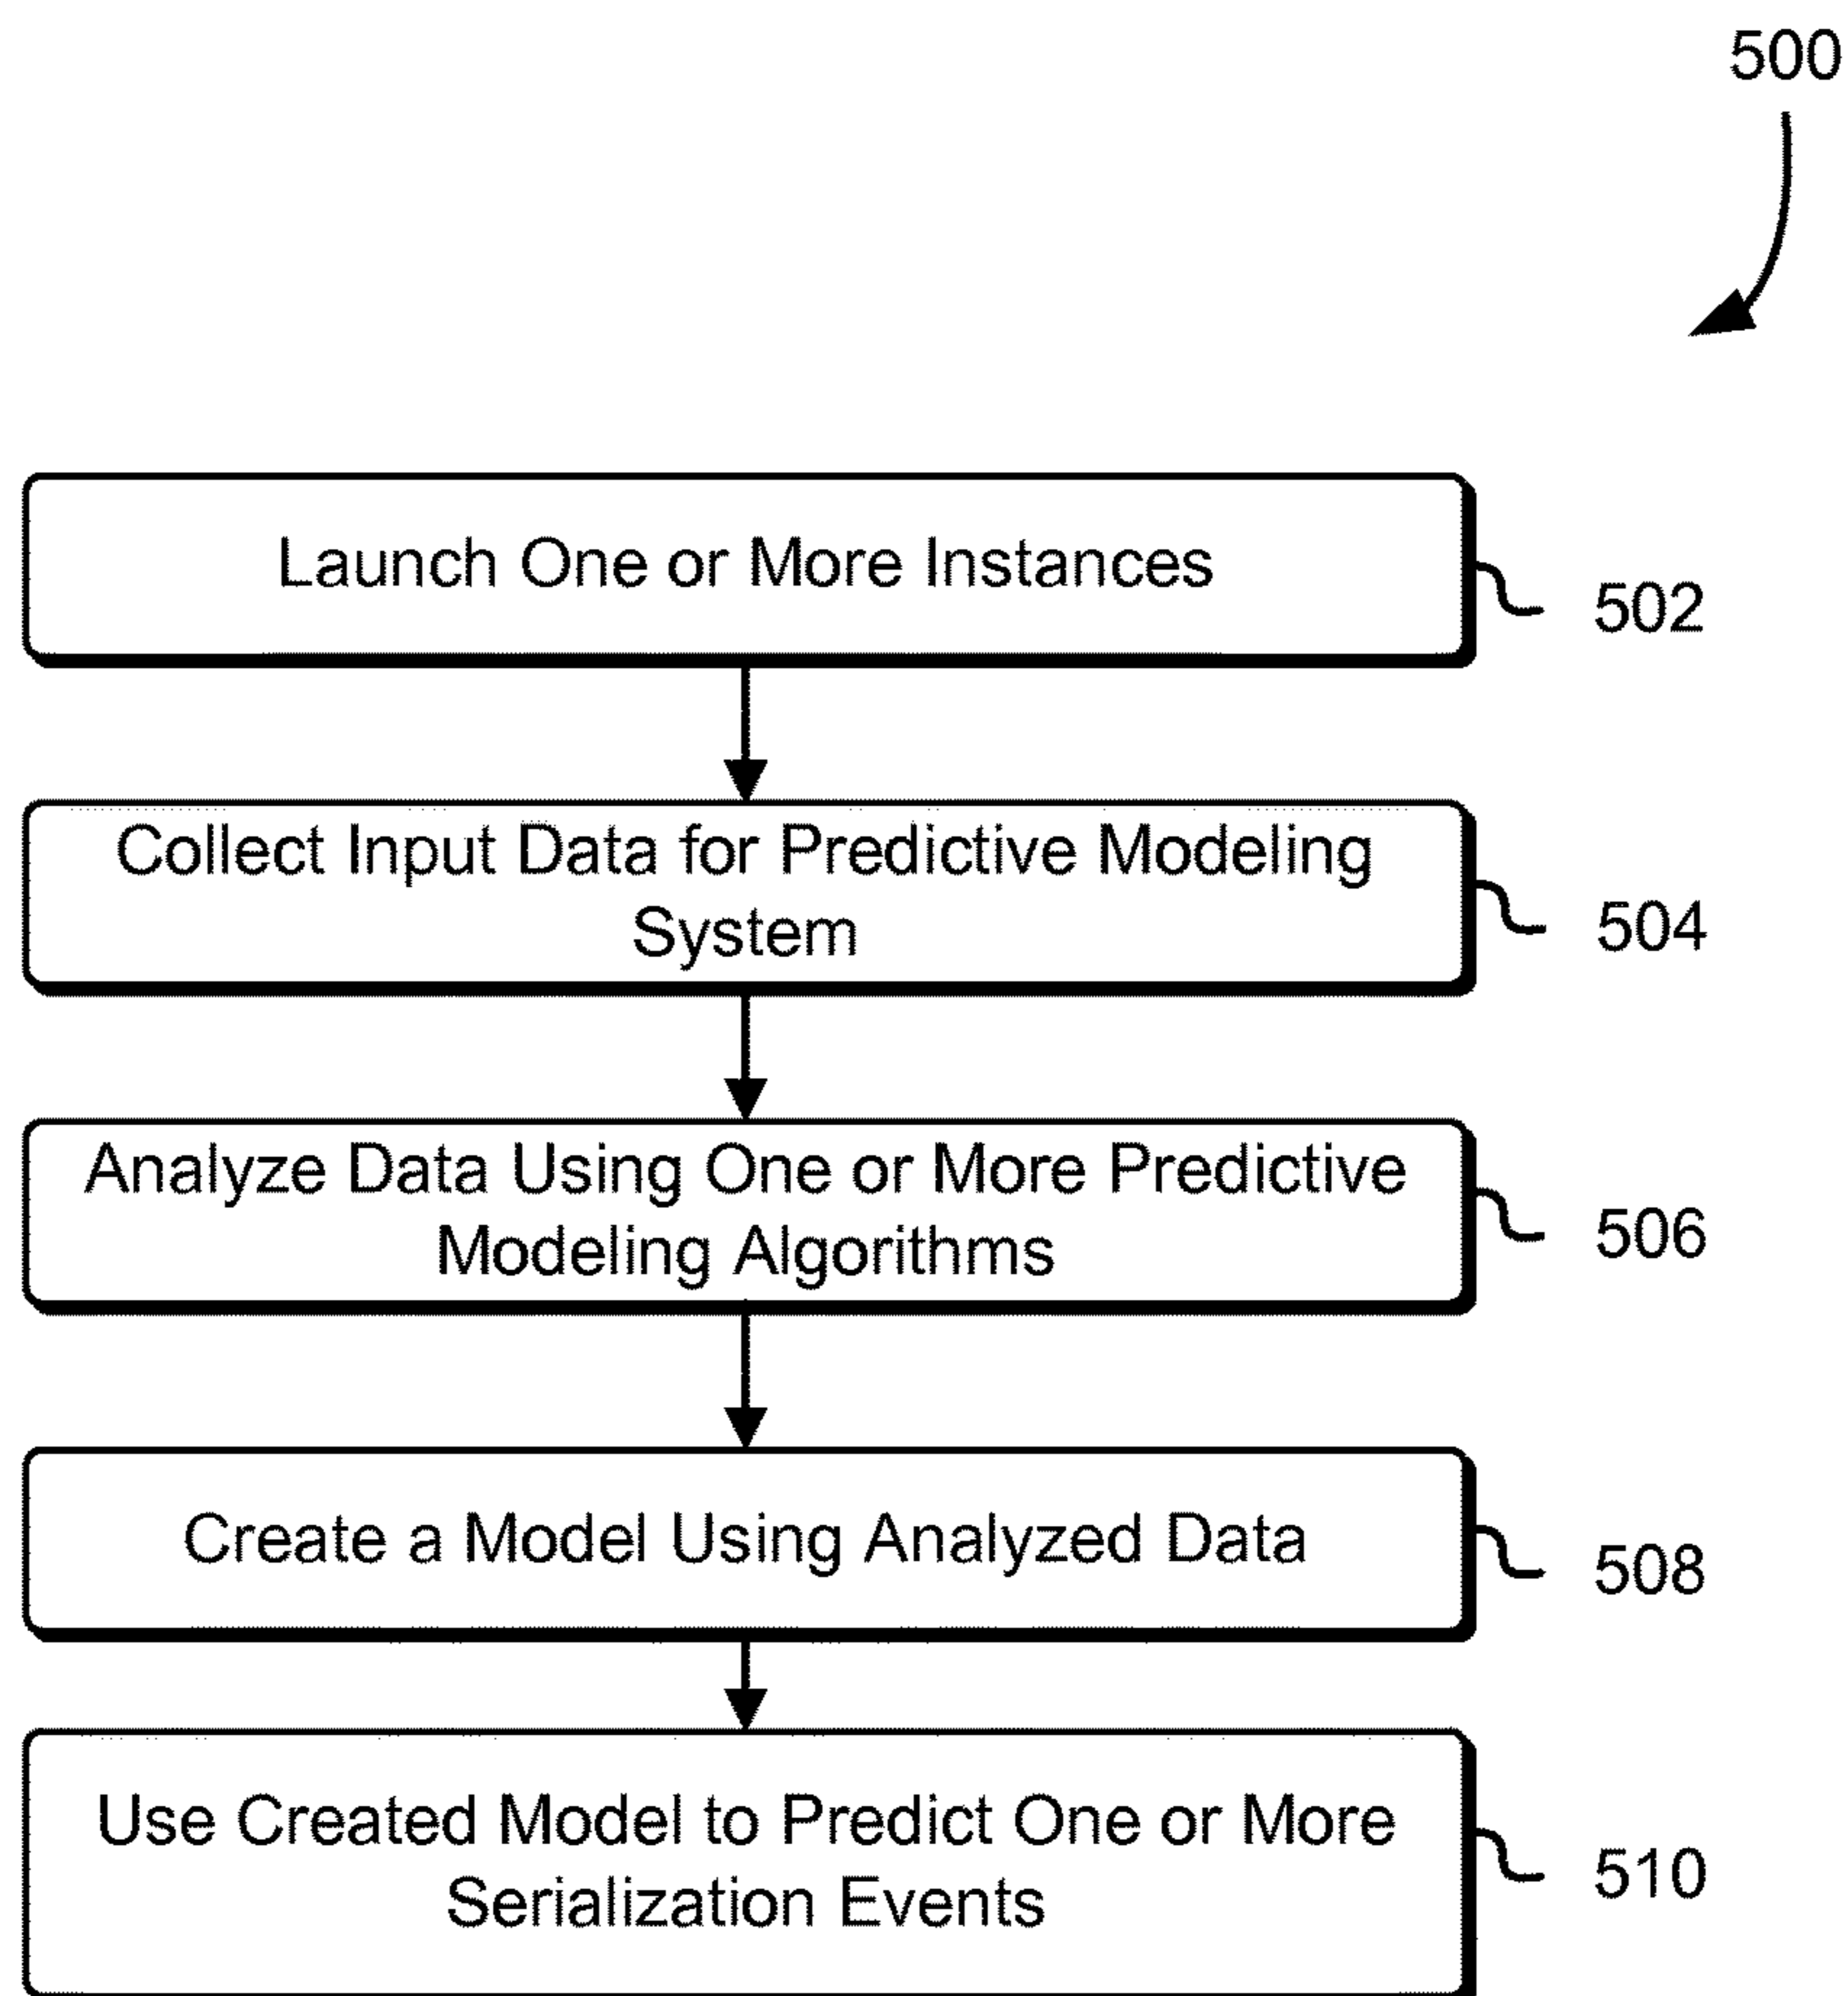 500
Launch One or More Instances
502
Collect Input Data for Predictive Modeling
System
504
Analyze Data Using One or More Predictive
Modeling Algorithms
506
Create a Model Using Analyzed Data
508
Use Created Model to Predict One or More
Serialization Events
510